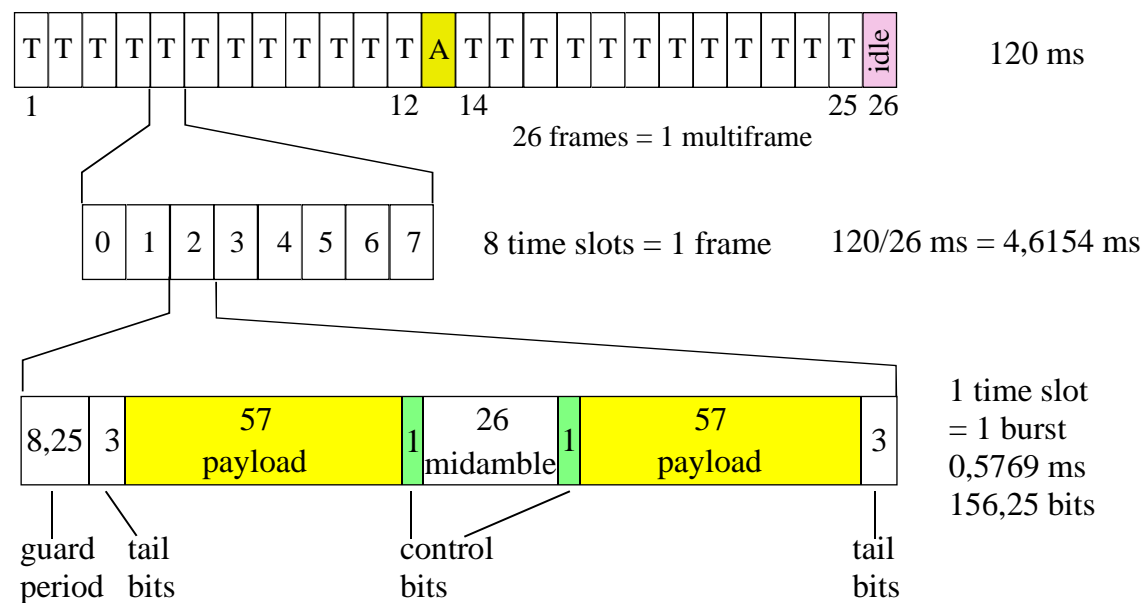 T T T T T T T T T T T T A T T T T T T T T T T T T idle
120 ms
1 12 14 25 26
26 frames = 1 multiframe
0 1 2 3 4 5 6 7
8 time slots = 1 frame
120/26 ms = 4,6154 ms
8,25 3 57 payload 1 26 midamble 1 57 payload 3
1 time slot
= 1 burst
0,5769 ms
156,25 bits
guard period
tail bits
control bits
tail bits